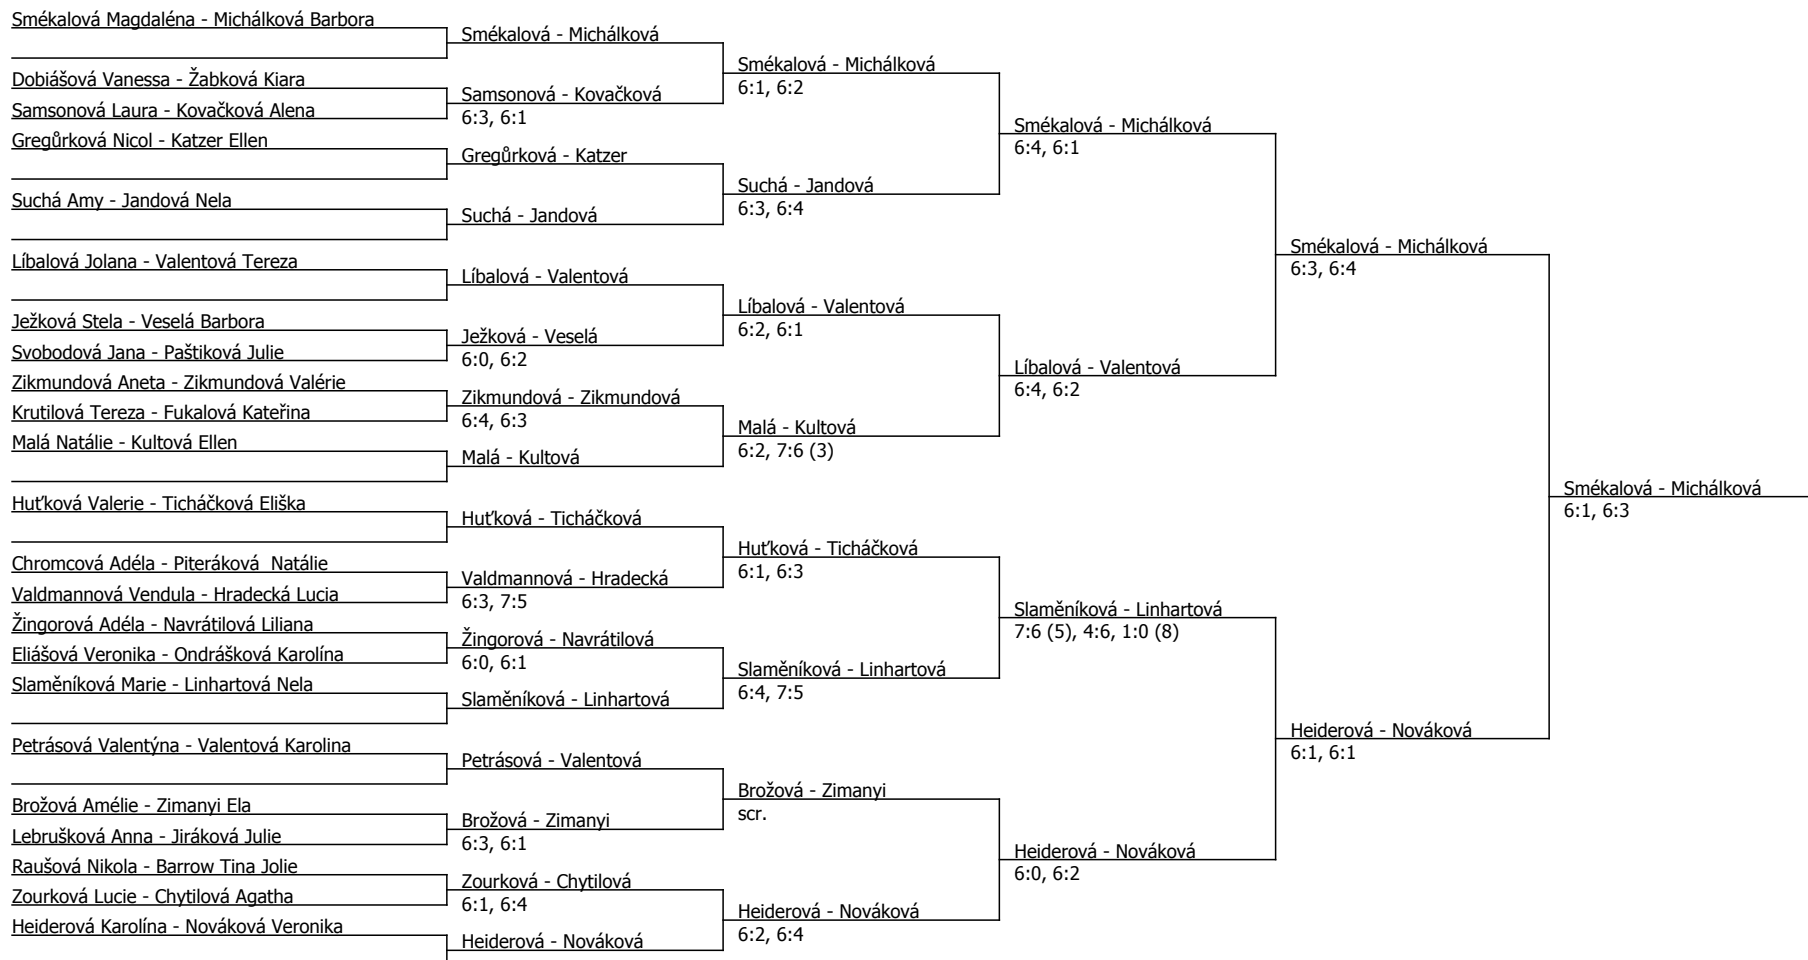 Smékalová Magdaléna - Michálková Barbora
Dobiášová Vanessa - Žabková Kiara
Samsonová Laura - Kovačková Alena
Gregůrková Nicol - Katzer Ellen
Suchá Amy - Jandová Nela
Líbalová Jolana - Valentová Tereza
Ježková Stela - Veselá Barbora
Svobodová Jana - Paštiková Julie
Zikmundová Aneta - Zikmundová Valérie
Krutilová Tereza - Fukalová Kateřina
Malá Natálie - Kultová Ellen
Huťková Valerie - Ticháčková Eliška
Chromcová Adéla - Piteráková  Natálie
Valdmannová Vendula - Hradecká Lucia
Žingorová Adéla - Navrátilová Liliana
Eliášová Veronika - Ondrášková Karolína
Slaměníková Marie - Linhartová Nela
Petrásová Valentýna - Valentová Karolina
Brožová Amélie - Zimanyi Ela
Lebrušková Anna - Jiráková Julie
Raušová Nikola - Barrow Tina Jolie
Zourková Lucie - Chytilová Agatha
Heiderová Karolína - Nováková Veronika
Smékalová - Michálková
Samsonová - Kovačková
6:3, 6:1
Gregůrková - Katzer
Suchá - Jandová
Líbalová - Valentová
Ježková - Veselá
6:0, 6:2
Zikmundová - Zikmundová
6:4, 6:3
Malá - Kultová
Huťková - Ticháčková
Valdmannová - Hradecká
6:3, 7:5
Žingorová - Navrátilová
6:0, 6:1
Slaměníková - Linhartová
Petrásová - Valentová
Brožová - Zimanyi
6:3, 6:1
Zourková - Chytilová
6:1, 6:4
Heiderová - Nováková
Smékalová - Michálková
6:1, 6:2
Suchá - Jandová
6:3, 6:4
Líbalová - Valentová
6:2, 6:1
Malá - Kultová
6:2, 7:6 (3)
Huťková - Ticháčková
6:1, 6:3
Slaměníková - Linhartová
6:4, 7:5
Brožová - Zimanyi
scr.
Heiderová - Nováková
6:2, 6:4
Smékalová - Michálková
6:4, 6:1
Líbalová - Valentová
6:4, 6:2
Slaměníková - Linhartová
7:6 (5), 4:6, 1:0 (8)
Heiderová - Nováková
6:0, 6:2
Smékalová - Michálková
6:3, 6:4
Heiderová - Nováková
6:1, 6:1
Smékalová - Michálková
6:1, 6:3